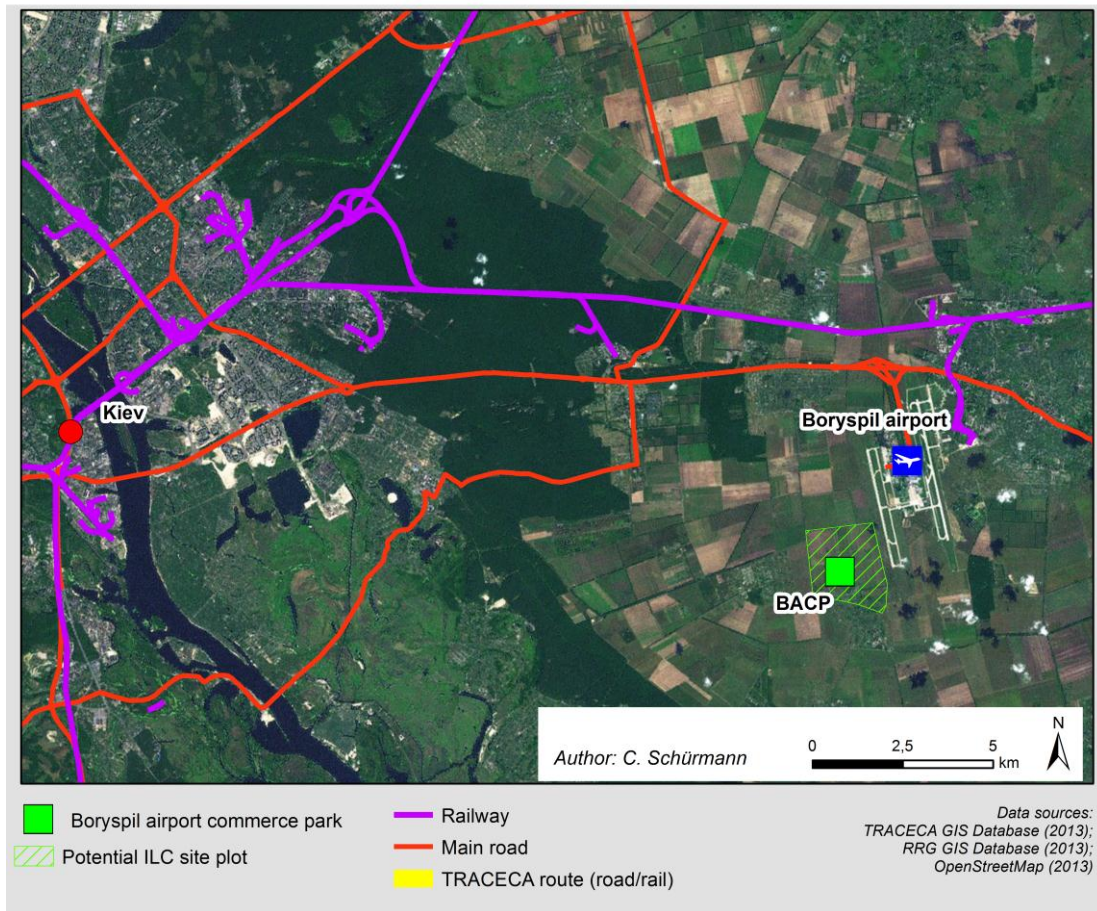 Kiev
Boryspil airport
BACP
Author: C. Schürmann
0 2,5 5
km
N
Boryspil airport commerce park
Potential ILC site plot
Railway
Main road
TRACECA route (road/rail)
Data sources:
TRACECA GIS Database (2013);
RRG GIS Database (2013);
OpenStreetMap (2013)